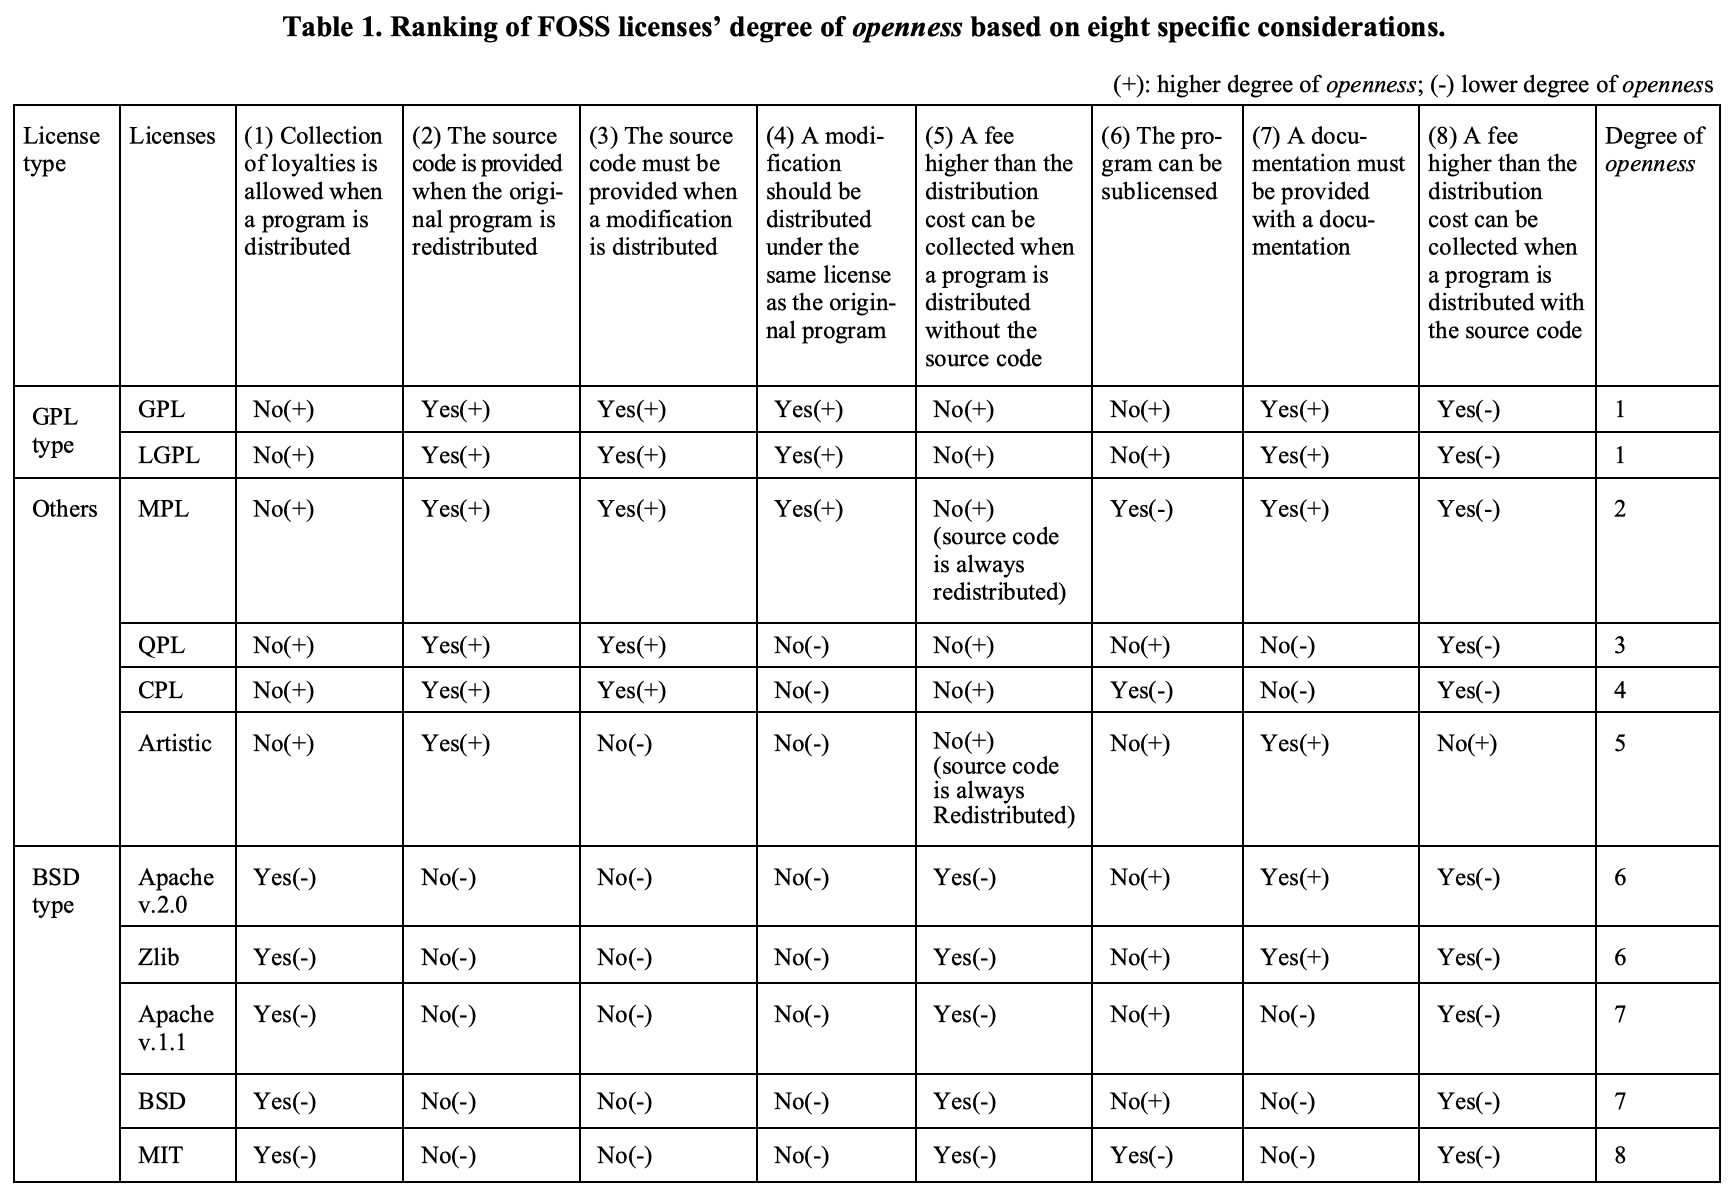 Table 1. Ranking of FOSS licenses’ degree of openness based on eight specific considerations.
(+): higher degree of openness; (-) lower degree of openness
License
type
Licenses
(1) Collection
of loyalties is
allowed when
a program is
distributed
(2) The source
code is provided
when the origi-
nal program is
redistributed
(3) The source
code must be
provided when
a modification
is distributed
(4) A modi-
fication
should be
distributed
under the
same license
as the origin-
nal program
(5) A fee
higher than the
distribution
cost can be
collected when
a program is
distributed
without the
source code
(6) The pro-
gram can be
sublicensed
(7) A docu-
mentation must
be provided
with a docu-
mentation
(8) A fee
higher than the
distribution
cost can be
collected when
a program is
distributed with
the source code
Degree of
openness
GPL
type
GPL
No(+)
Yes(+)
Yes(+)
Yes(+)
No(+)
No(+)
Yes(+)
Yes(-)
1
LGPL
No(+)
Yes(+)
Yes(+)
Yes(+)
No(+)
No(+)
Yes(+)
Yes(-)
1
Others
MPL
No(+)
Yes(+)
Yes(+)
Yes(+)
No(+)
(source code
is always
redistributed)
Yes(-)
Yes(+)
Yes(-)
2
QPL
No(+)
Yes(+)
Yes(+)
No(-)
No(+)
No(+)
No(-)
Yes(-)
3
CPL
No(+)
Yes(+)
Yes(+)
No(-)
No(+)
Yes(-)
No(-)
Yes(-)
4
Artistic
No(+)
Yes(+)
No(-)
No(-)
No(+)
(source code
is always
Redistributed)
No(+)
Yes(+)
No(+)
5
BSD
type
Apache
v.2.0
Yes(-)
No(-)
No(-)
No(-)
Yes(-)
No(+)
Yes(+)
Yes(-)
6
Zlib
Yes(-)
No(-)
No(-)
No(-)
Yes(-)
No(+)
Yes(+)
Yes(-)
6
Apache
v.1.1
Yes(-)
No(-)
No(-)
No(-)
Yes(-)
No(+)
No(-)
Yes(-)
7
BSD
Yes(-)
No(-)
No(-)
No(-)
Yes(-)
No(+)
No(-)
Yes(-)
7
MIT
Yes(-)
No(-)
No(-)
No(-)
Yes(-)
Yes(-)
No(-)
Yes(-)
8